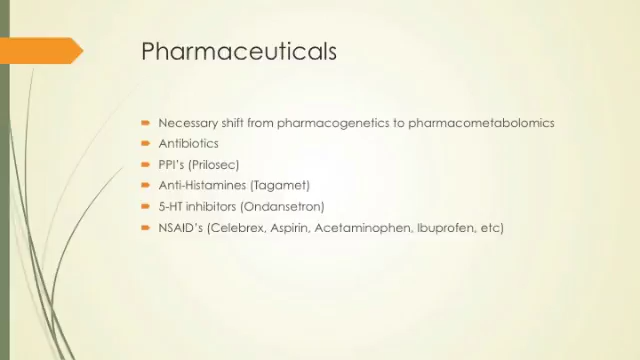 Pharmaceuticals
Necessary shift from pharmacogenetics to pharmacometabolomics
Antibiotics
PPI's (Prilosec)
Anti-Histamines (Tagamet)
5-HT inhibitors (Ondansetron)
NSAID's (Celebrex, Aspirin, Acetaminophen, Ibuprofen, etc)